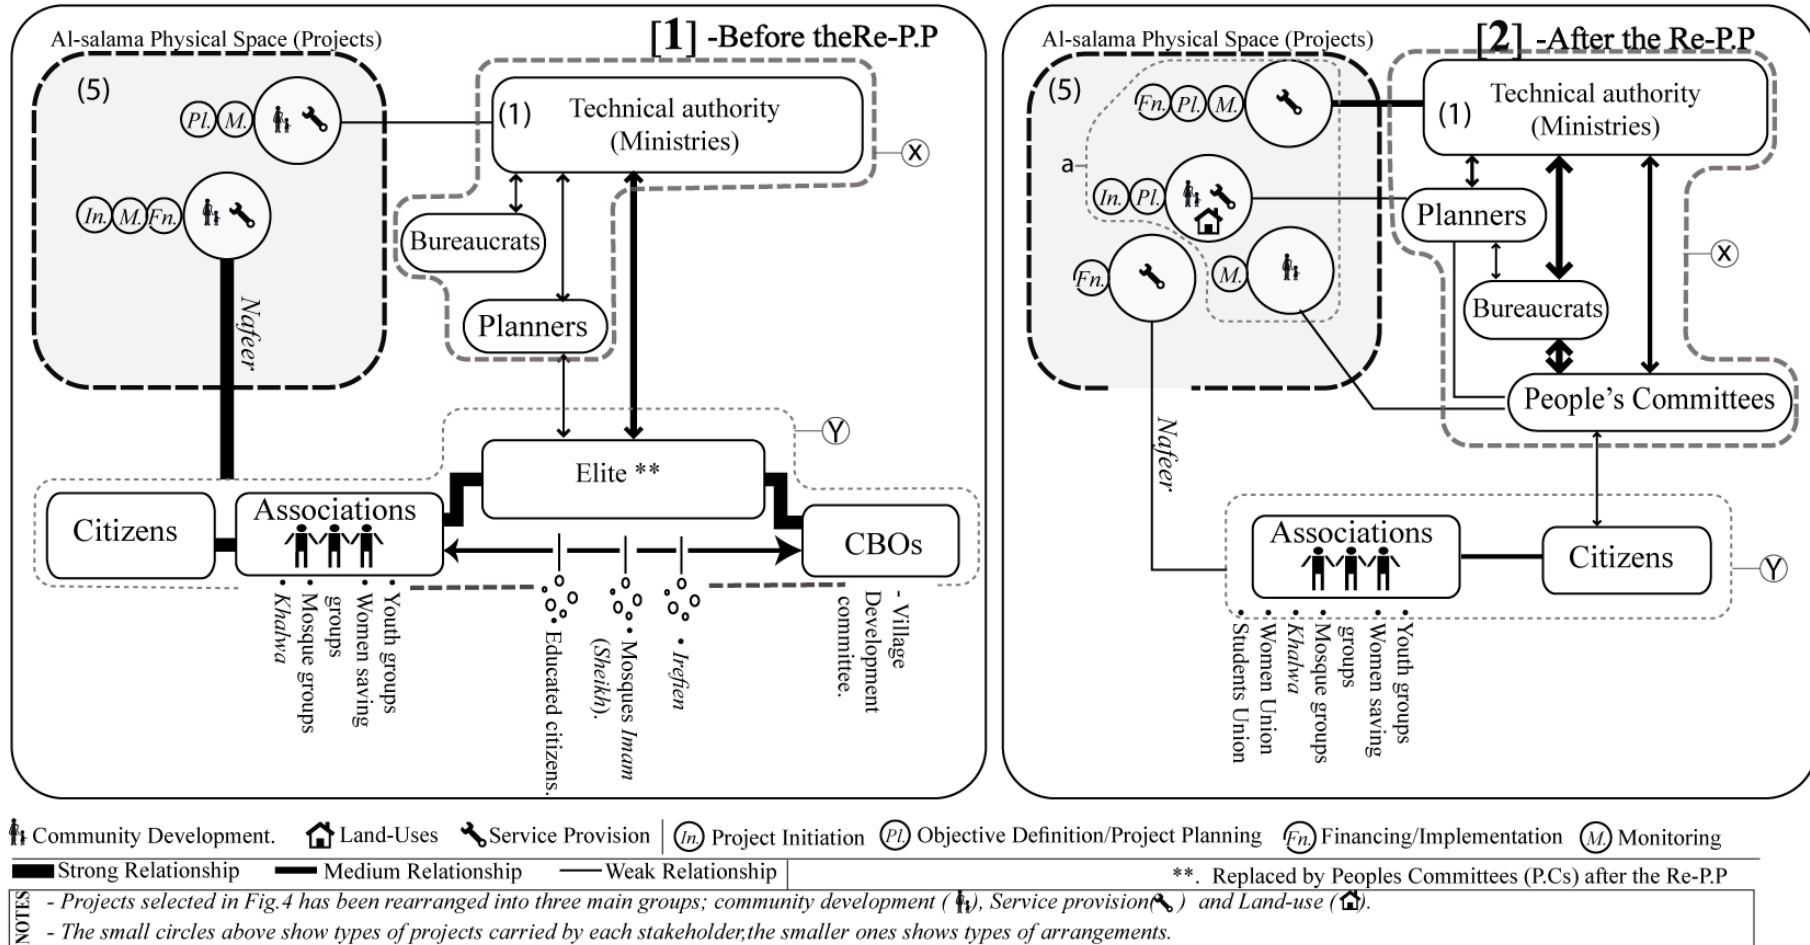 [1] -Before theRe-P.P
Al-salama Physical Space (Projects)
(5)
Pl.
M.
In.
M.
Fn.
Nafeer
(1)
Technical authority
(Ministries)
X
Bureaucrats
Planners
Y
Elite **
Citizens
Associations
CBOs
• Khalwa
• Mosque groups
groups
• Women saving
• Youth groups
• Educated citizens.
(Sheikh).
• Mosques Imam
• Irefien
committee.
Development
- Village
[2] -After the Re-P.P
Al-salama Physical Space (Projects)
(5)
Fn.
Pl.
M.
a
In.
Pl.
Fn.
M.
Nafeer
(1)
Technical authority
(Ministries)
Planners
X
Bureaucrats
People's Committees
Associations
Citizens
Y
• Students Union
• Women Union
• Khalwa
• Mosque groups
groups
• Women saving
• Youth groups
Community Development. Land-Uses Service Provision In. Project Initiation Pl. Objective Definition/Project Planning Fn. Financing/Implementation M. Monitoring
Strong Relationship Medium Relationship Weak Relationship **. Replaced by Peoples Committees (P.Cs) after the Re-P.P
NOTES
- Projects selected in Fig.4 has been rearranged into three main groups; community development ( ), Service provision( ) and Land-use ( ).
- The small circles above show types of projects carried by each stakeholder,the smaller ones shows types of arrangements.